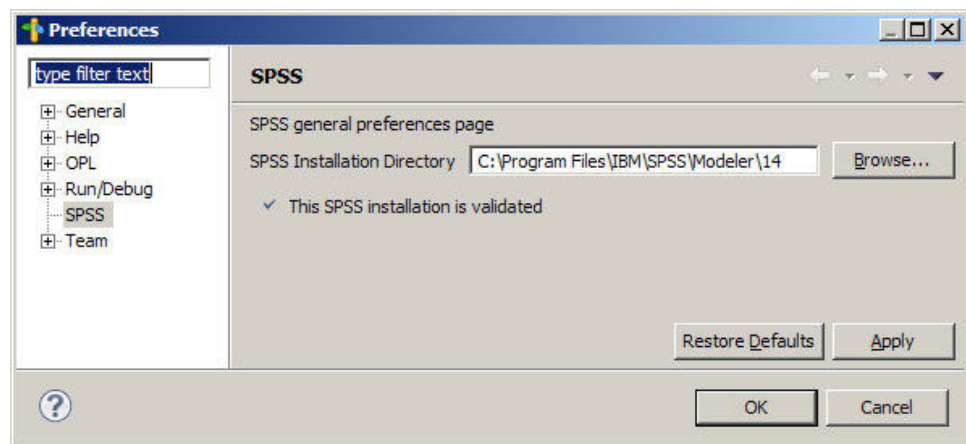 Preferences
type filter text
General
Help
OPL
Run/Debug
SPSS
Team
SPSS
SPSS general preferences page
SPSS Installation Directory C:\Program Files\IBM\SPSS\Modeler\14 Browse...
This SPSS installation is validated
Restore Defaults Apply
? OK Cancel